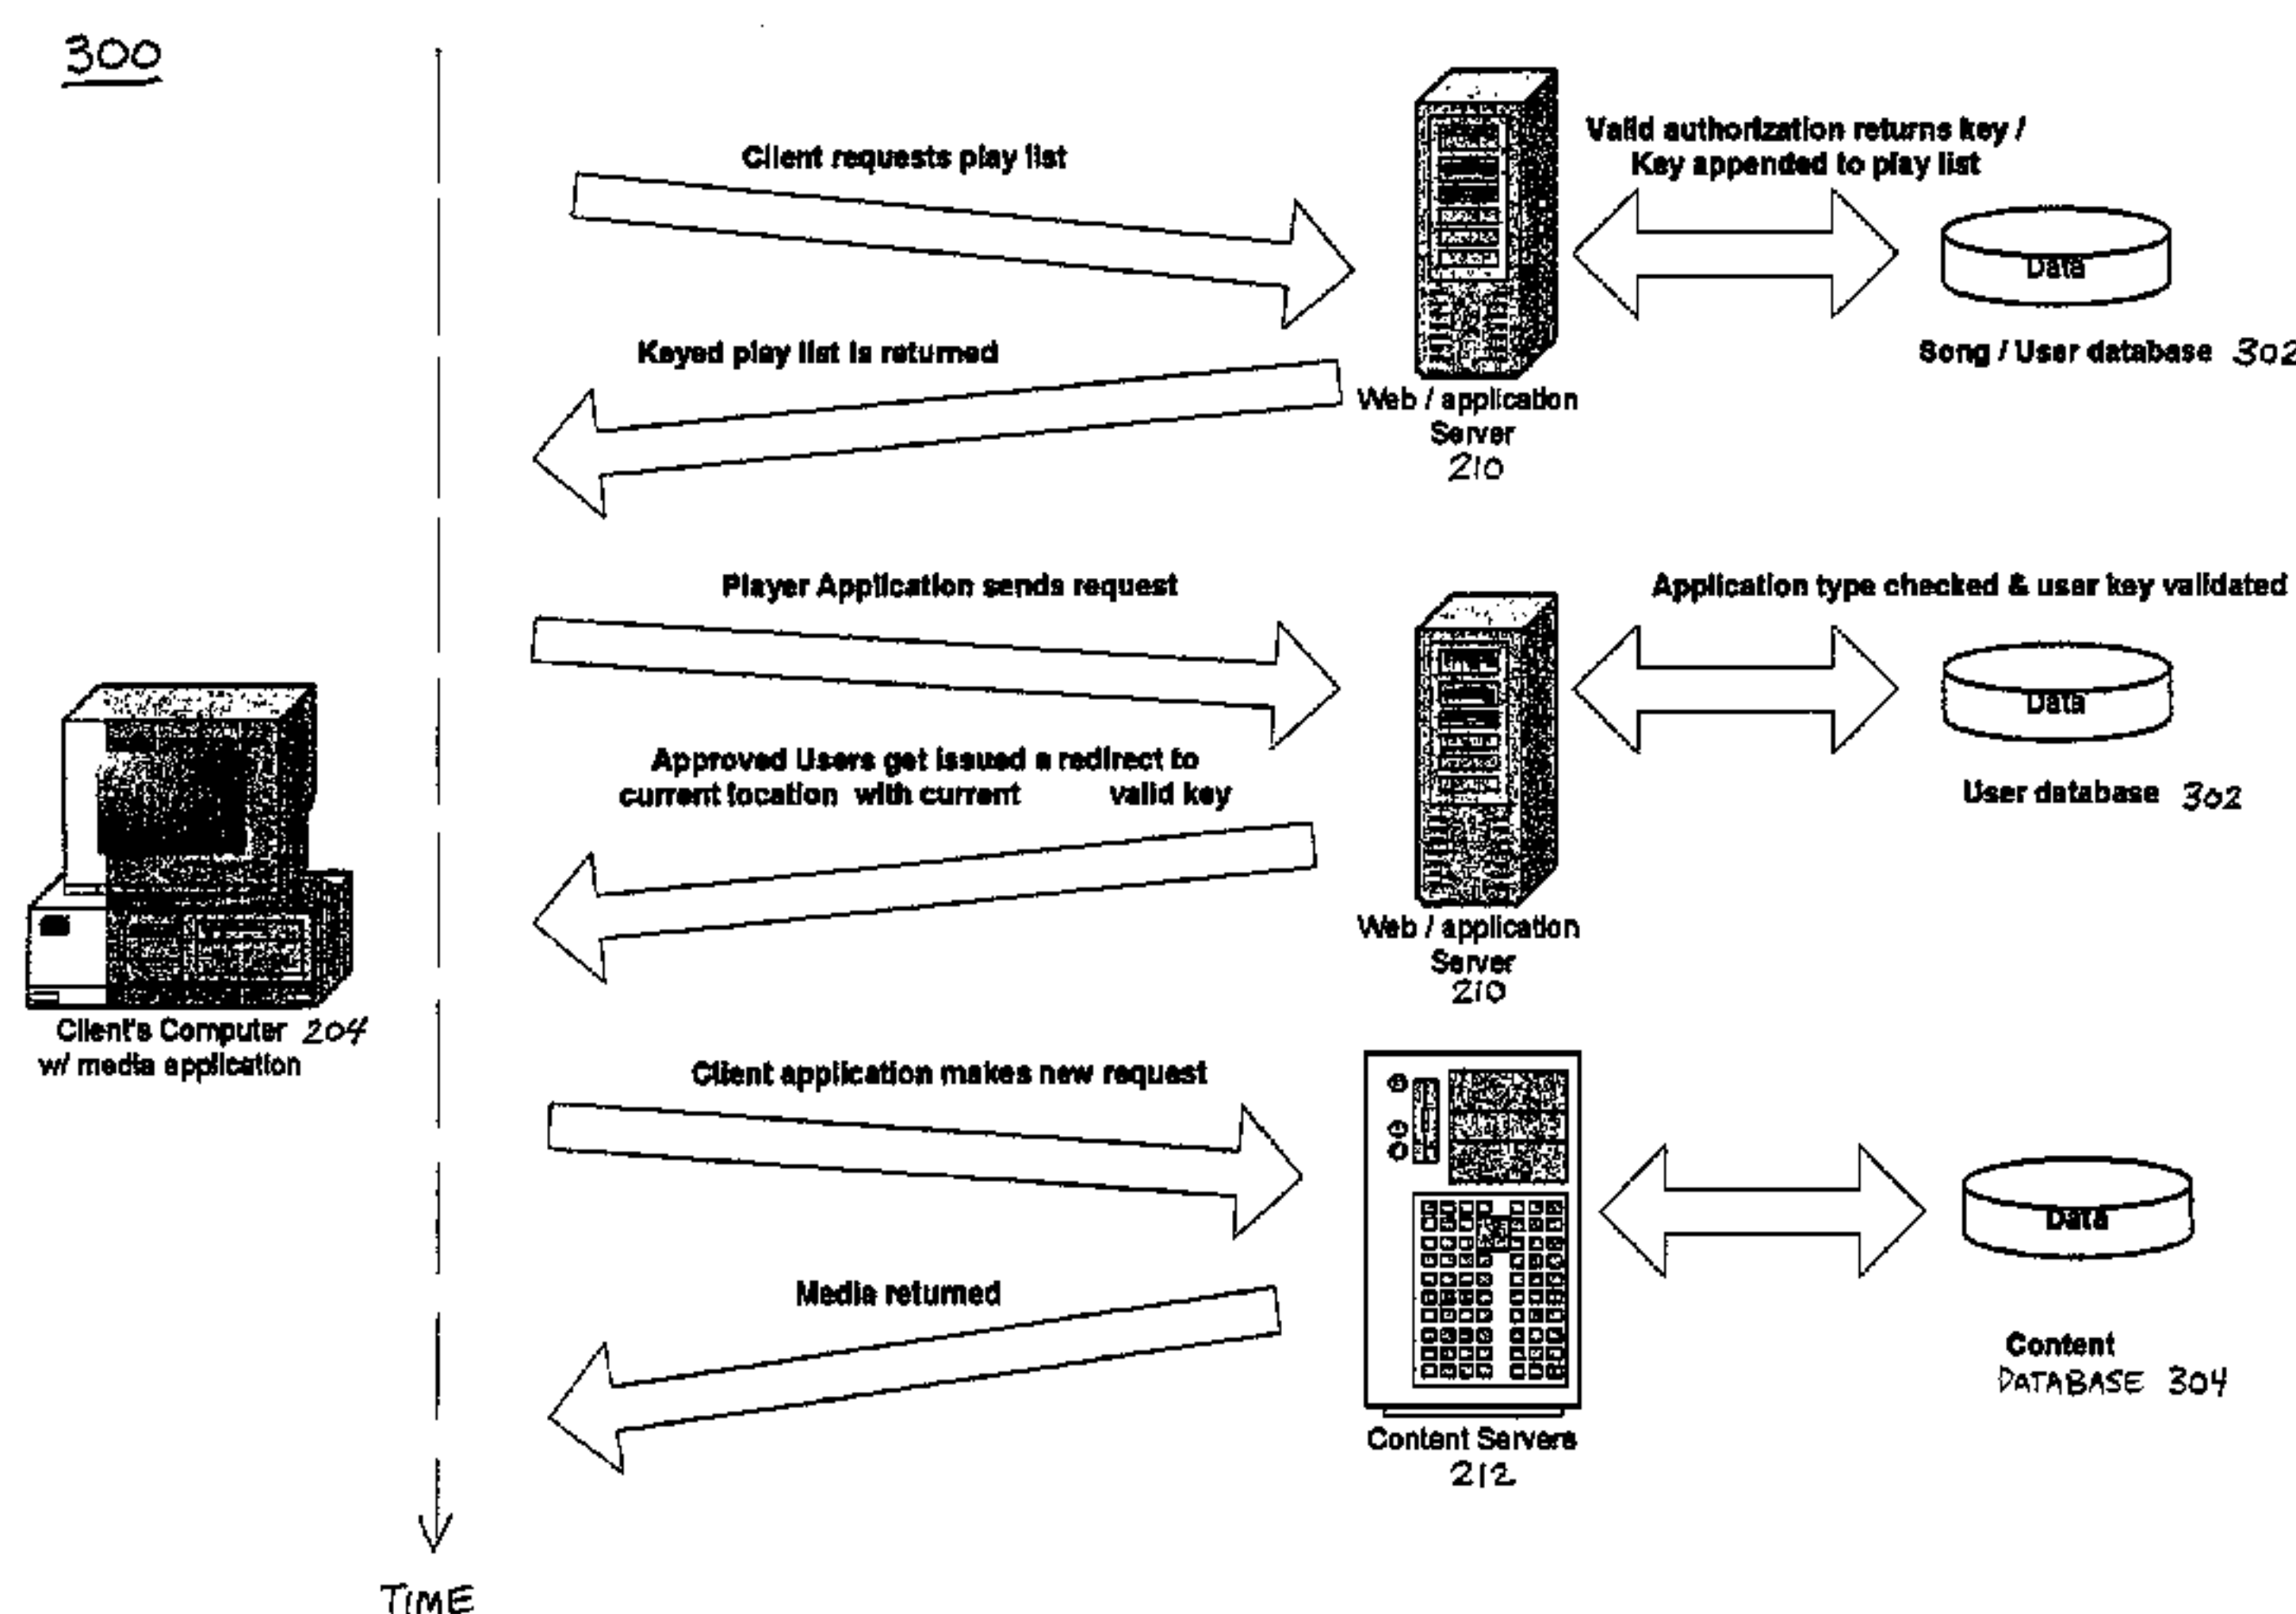 300
Client requests play list
Valid authorization returns key /
Key appended to play list
Data
Song / User database 302
Keyed play list is returned
Web / application
Server
210
Player Application sends request
Application type checked & user key validated
Data
User database 302
Approved Users get issued a redirect to
current location with current valid key
Web / application
Server
210
Client's Computer 204
w/ media application
Client application makes new request
Data
Content
DATABASE 304
Media returned
Content Servers
212
TIME